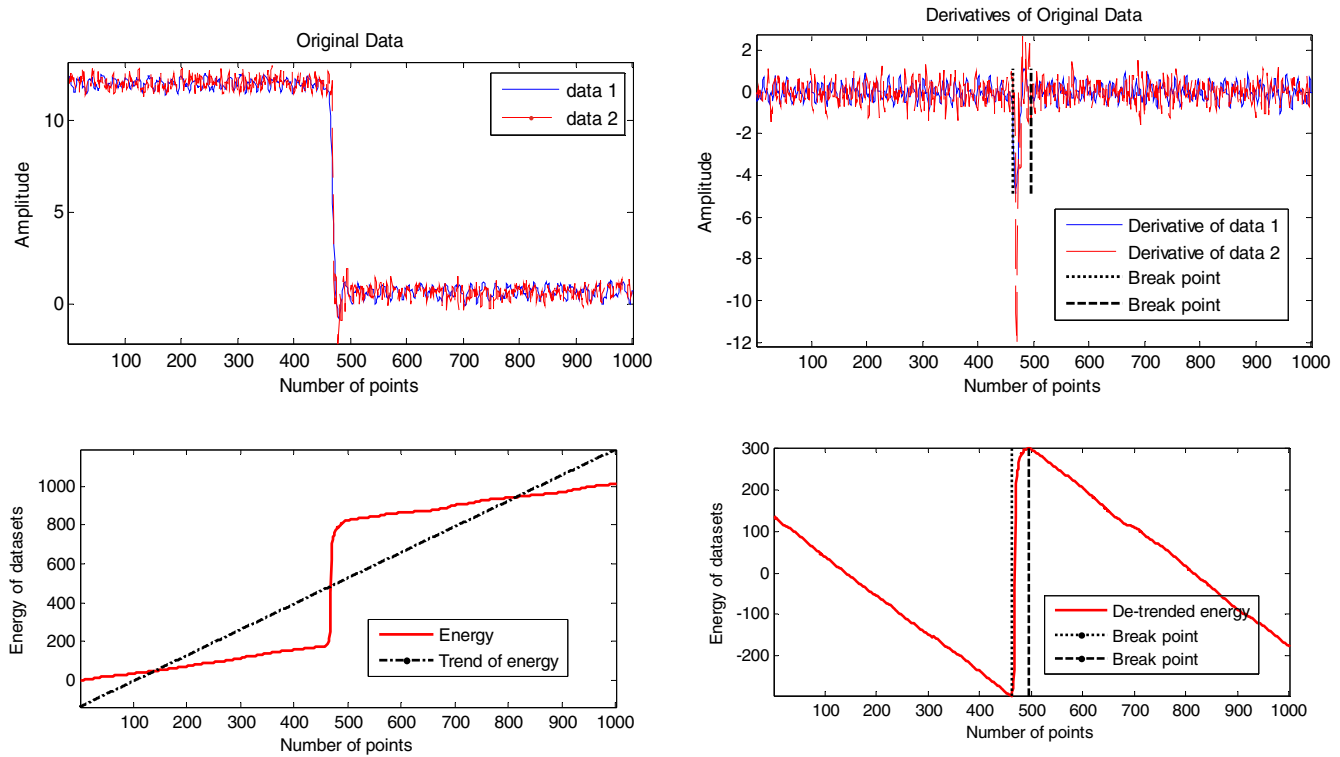 Original Data
Amplitude
10
5
0
data 1
data 2
100 200 300 400 500 600 700 800 900 1000
Number of points
Derivatives of Original Data
Amplitude
2
0
-2
-4
-6
-8
-10
-12
Derivative of data 1
Derivative of data 2
Break point
Break point
100 200 300 400 500 600 700 800 900 1000
Number of points
Energy of datasets
1000
800
600
400
200
0
Energy
Trend of energy
100 200 300 400 500 600 700 800 900 1000
Number of points
Energy of datasets
300
200
100
0
-100
-200
De-trended energy
Break point
Break point
100 200 300 400 500 600 700 800 900 1000
Number of points